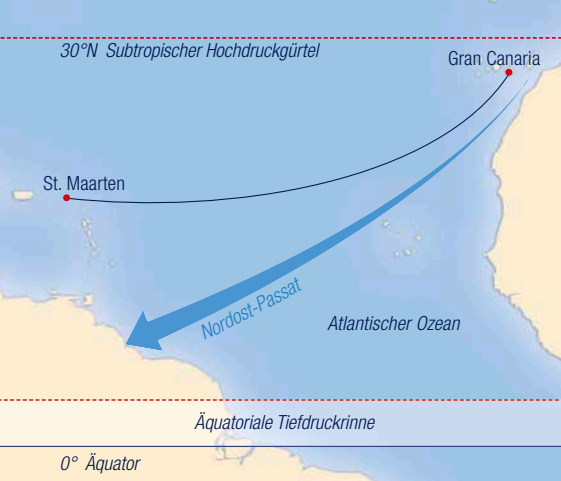 30°N Subtropischer Hochdruckgürtel
Gran Canaria
St. Maarten
Nordost-Passat
Atlantischer Ozean
Äquatoriale Tiefdruckrinne
0° Äquator